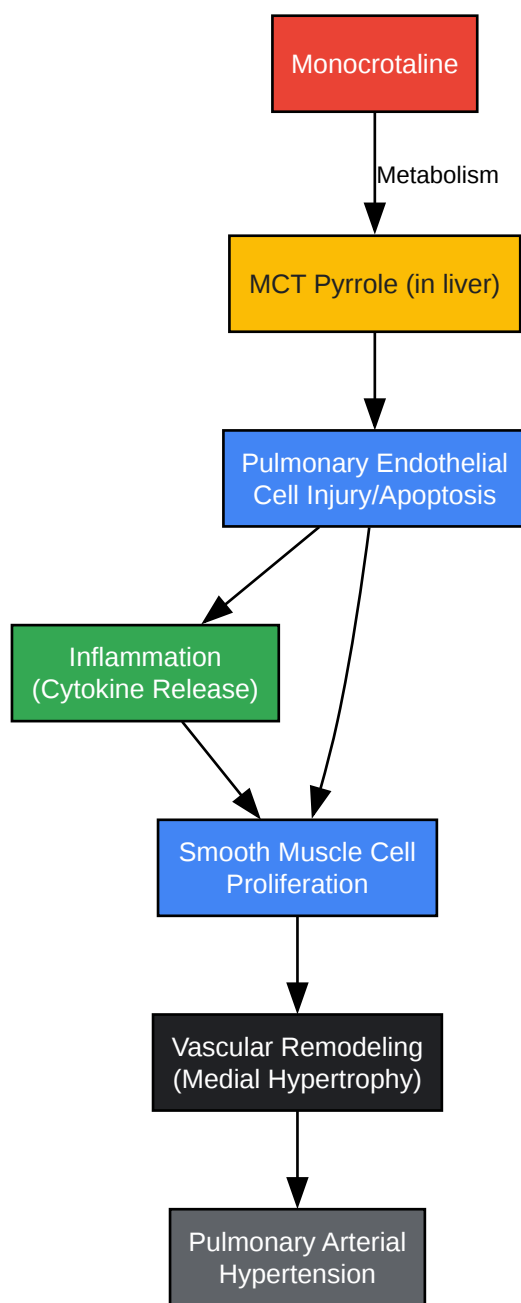 Monocrotaline
Metabolism
MCT Pyrrole (in liver)
Pulmonary Endothelial
Cell Injury/Apoptosis
Inflammation
(Cytokine Release)
Smooth Muscle Cell
Proliferation
Vascular Remodeling
(Medial Hypertrophy)
Pulmonary Arterial
Hypertension